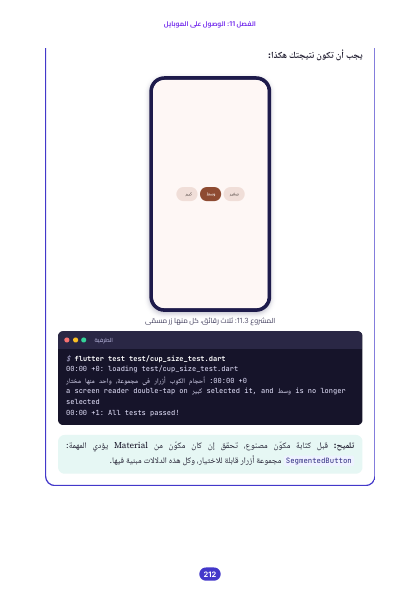 الفصل 11: الوصول على الموبايل
يجب أن تكون نتيجتك هكذا:
صغير وسط كبير
المشروع 11.3: ثلاث رقائق، كل منها زر مسمّى
الطرفية
$ flutter test test/cup_size_test.dart
00:00 +0: loading test/cup_size_test.dart
00:00 +0: أحجام الكوب أزرار في مجموعة، واحد منها مختار
a screen reader double-tap on كبير selected it, and وسط is no longer
selected
00:00 +1: All tests passed!
تلميح: قبل كتابة مكوّن مصنوع، تحقّق إن كان مكوّن من Material يؤدي المهمة:
SegmentedButton مجموعة أزرار قابلة للاختيار، وكل هذه الدلالات مبنية فيها.
212